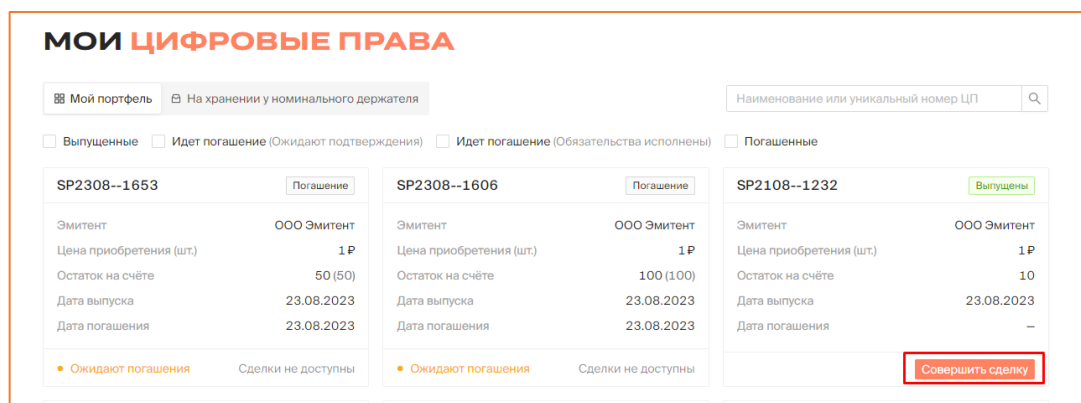 МОИ ЦИФРОВЫЕ ПРАВА
Мой портфель На хранении у номинального держателя
Наименование или уникальный номер ЦП
Выпущенные Идет погашение (Ожидают подтверждения) Идет погашение (Обязательства исполнены) Погашенные
SP2308--1653 Погашение
Эмитент ООО Эмитент
Цена приобретения (шт.) 1 ₽
Остаток на счёте 50 (50)
Дата выпуска 23.08.2023
Дата погашения 23.08.2023
Ожидают погашения Сделки не доступны
SP2308--1606 Погашение
Эмитент ООО Эмитент
Цена приобретения (шт.) 1 ₽
Остаток на счёте 100 (100)
Дата выпуска 23.08.2023
Дата погашения 23.08.2023
Ожидают погашения Сделки не доступны
SP2108--1232 Выпущены
Эмитент ООО Эмитент
Цена приобретения (шт.) 1 ₽
Остаток на счёте 10
Дата выпуска 23.08.2023
Дата погашения –
Совершить сделку